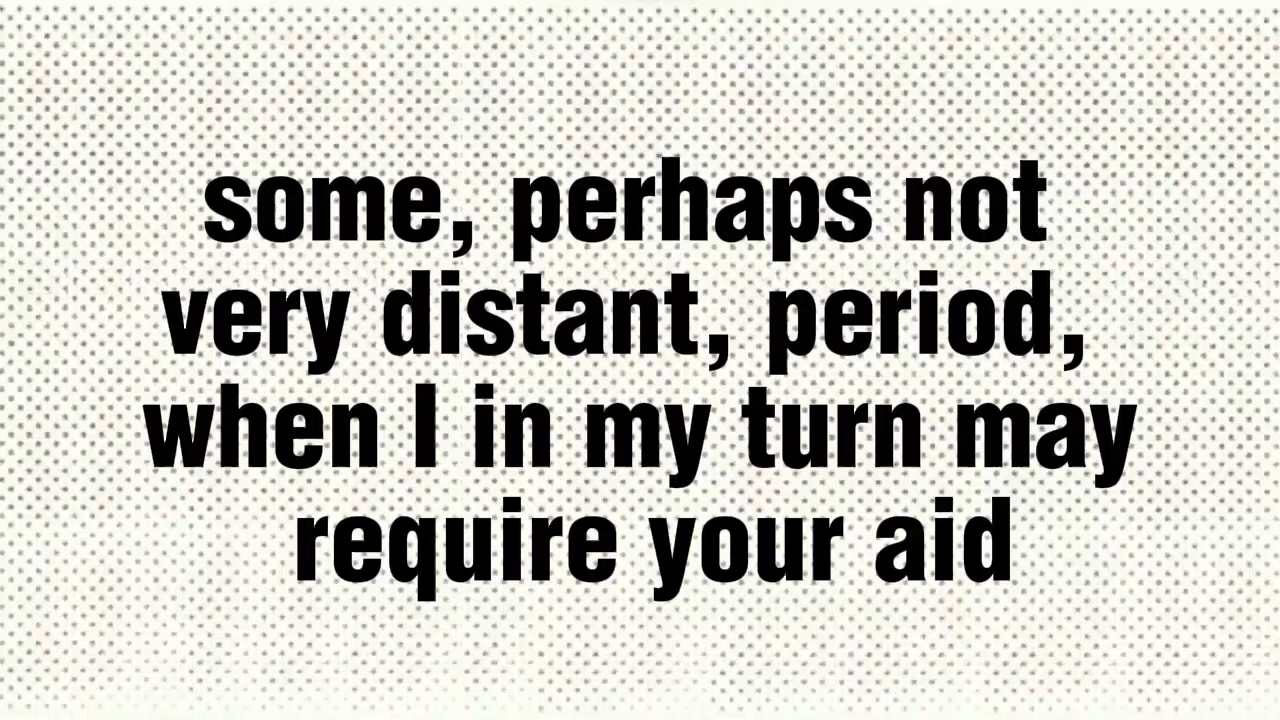 some, perhaps not
very distant, period,
when I in my turn may
require your aid